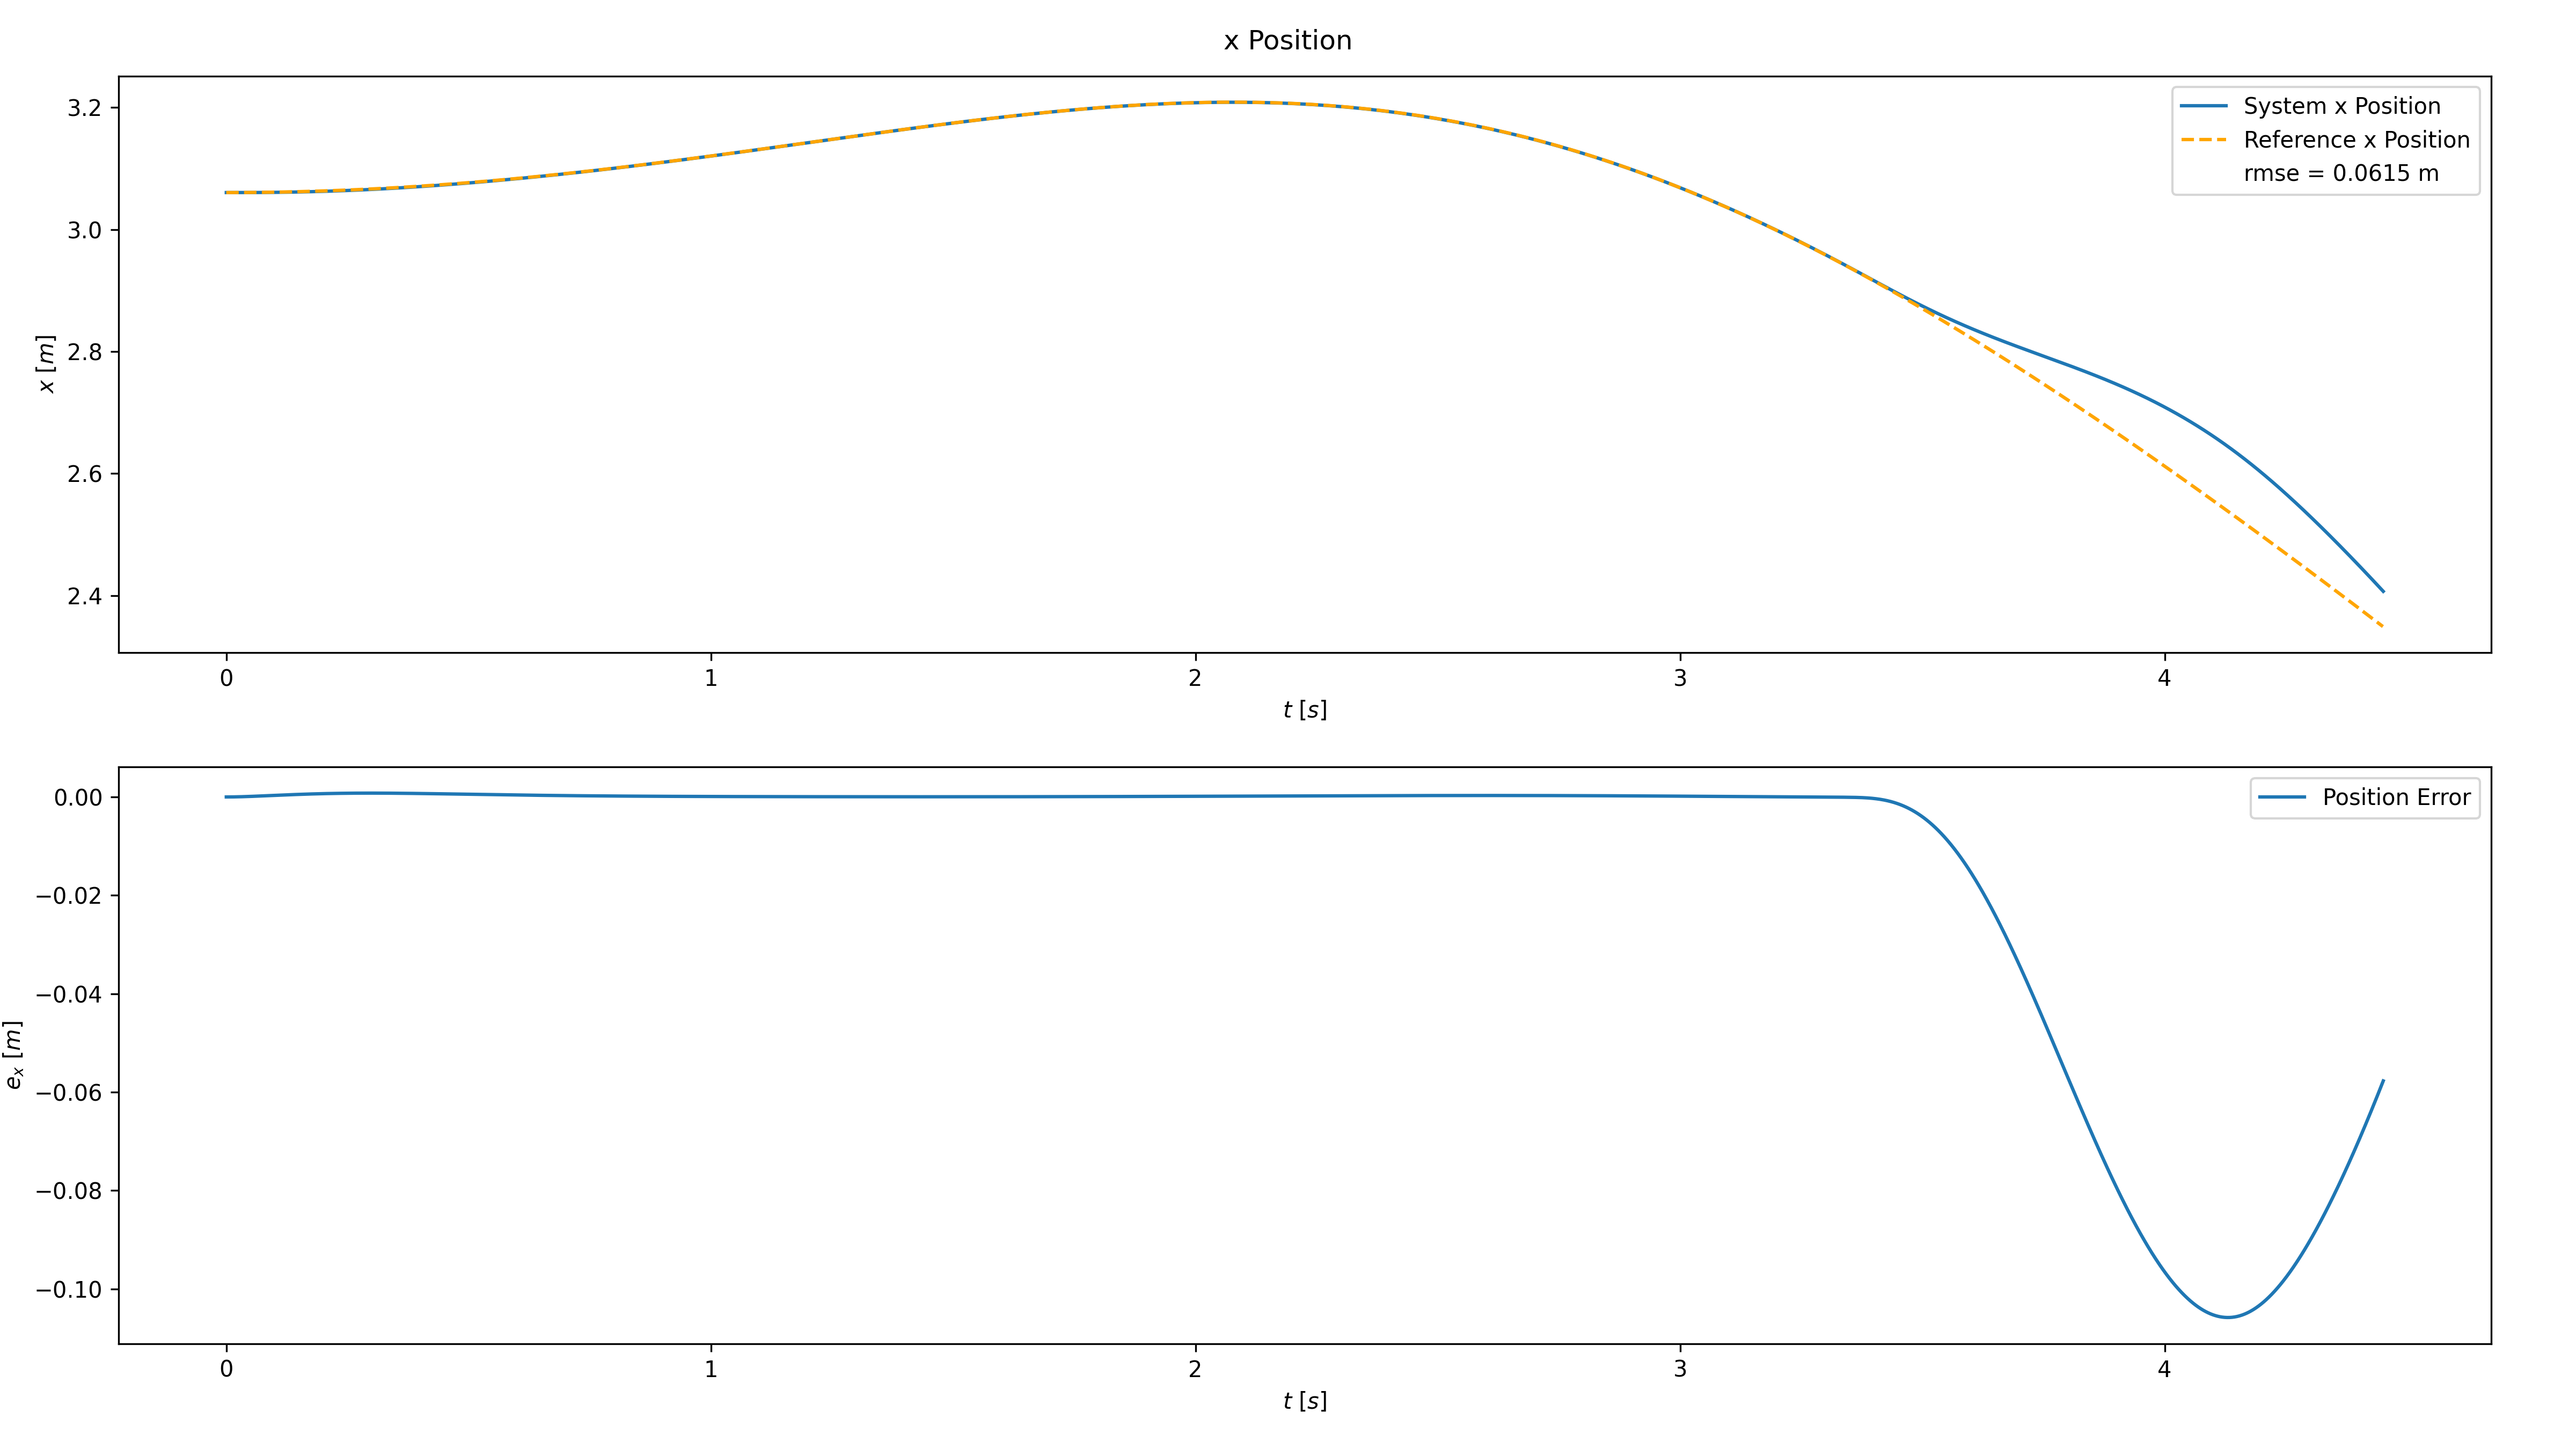 x Position
3.2
3.0
2.8
2.6
2.4
x [m]
System x Position
Reference x Position
rmse = 0.0615 m
0 1 2 3 4
t [s]
0.00
−0.02
−0.04
−0.06
−0.08
−0.10
eₓ [m]
Position Error
0 1 2 3 4
t [s]